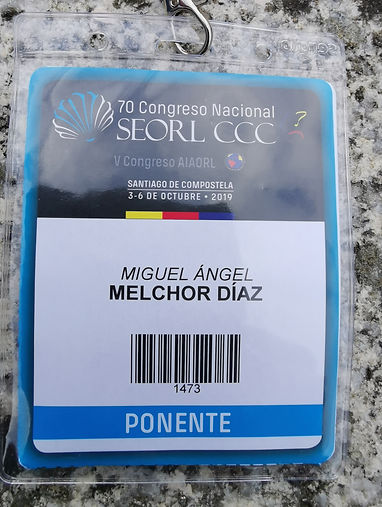 70 Congreso Nacional
SEORL CCC
V Congreso AIAORL
SANTIAGO DE COMPOSTELA
3-6 DE OCTUBRE • 2019
MIGUEL ÁNGEL
MELCHOR DÍAZ
1473
PONENTE